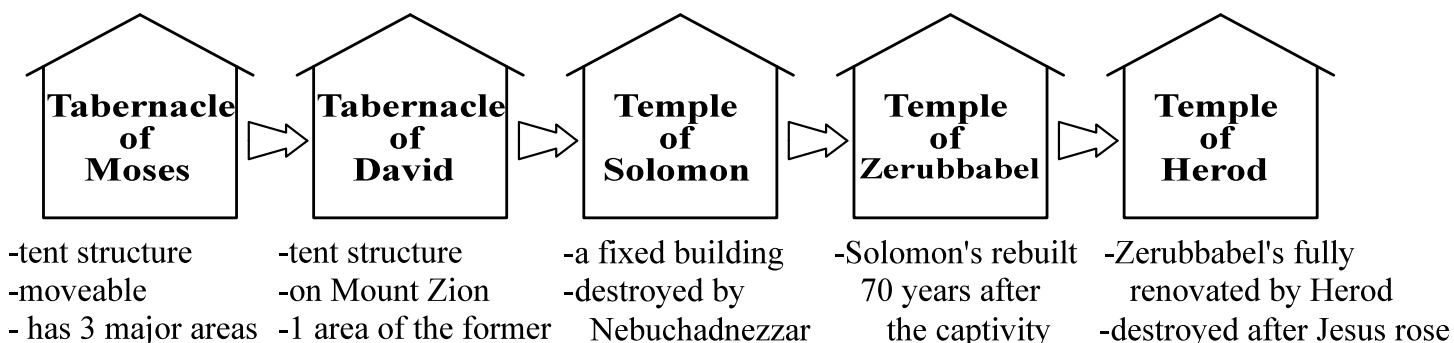 Tabernacle
of
Moses
Tabernacle
of
David
Temple
of
Solomon
Temple
of
Zerubbabel
Temple
of
Herod
-tent structure
-moveable
- has 3 major areas
-tent structure
-on Mount Zion
-1 area of the former
-a fixed building
-destroyed by
Nebuchadnezzar
-Solomon's rebuilt
70 years after
the captivity
-Zerubbabel's fully
renovated by Herod
-destroyed after Jesus rose